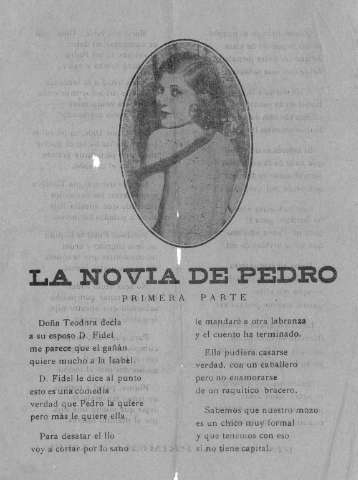 LA NOVIA DE PEDRO
PRIMERA PARTE
Doña Teodora decía
a su esposo D. Fidel
me parece que el gañán
quiere mucho a la Isabel.
D. Fidel le dice al punto
esto es una comedia
verdad que Pedro la quiere
pero más le quiere ella.
Para desatar el lío
voy a cortar por lo sano
le mandaré a otra labranza
y el cuento ha terminado.
Ella pudiera casarse
verdad, con un caballero
pero no enamorarse
de un raquítico bracero.
Sabemos que nuestro mozo
es un chico muy formal
y que tenemos con eso
si no tiene capital.